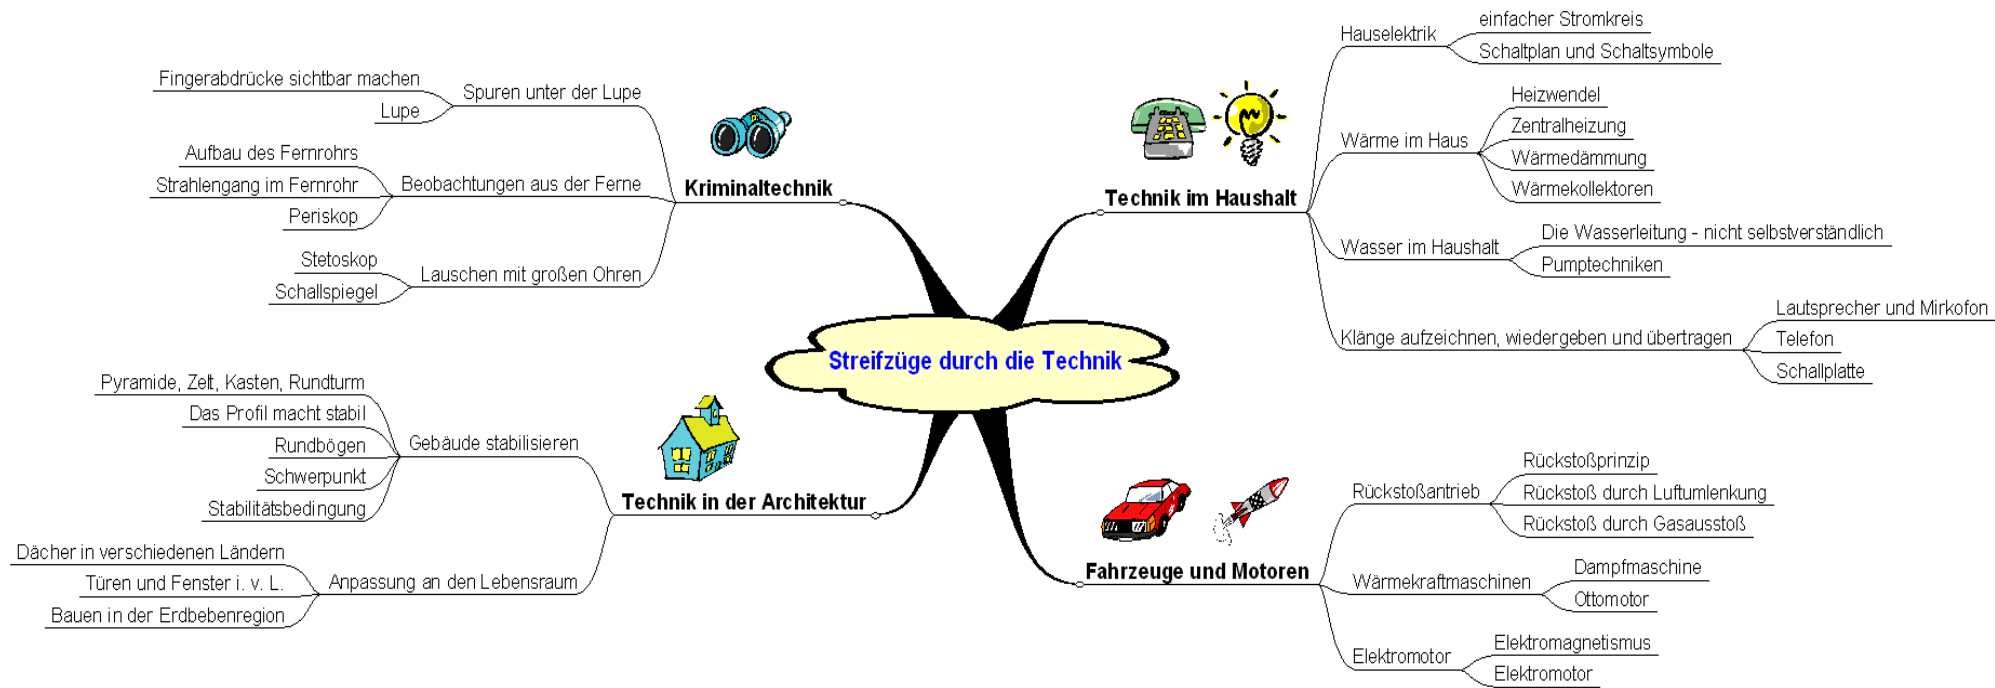 Streifzüge durch die Technik
Kriminaltechnik
Spuren unter der Lupe
Fingerabdrücke sichtbar machen
Lupe
Beobachtungen aus der Ferne
Aufbau des Fernrohrs
Strahlengang im Fernrohr
Periskop
Lauschen mit großen Ohren
Stetoskop
Schallspiegel
Technik in der Architektur
Gebäude stabilisieren
Pyramide, Zelt, Kasten, Rundturm
Das Profil macht stabil
Rundbögen
Schwerpunkt
Stabilitätsbedingung
Anpassung an den Lebensraum
Dächer in verschiedenen Ländern
Türen und Fenster i. v. L.
Bauen in der Erdbebenregion
Technik im Haushalt
Hauselektrik
einfacher Stromkreis
Schaltplan und Schaltsymbole
Wärme im Haus
Heizwendel
Zentralheizung
Wärmedämmung
Wärmekollektoren
Wasser im Haushalt
Die Wasserleitung - nicht selbstverständlich
Pumptechniken
Klänge aufzeichnen, wiedergeben und übertragen
Lautsprecher und Mirkofon
Telefon
Schallplatte
Fahrzeuge und Motoren
Rückstoßantrieb
Rückstoßprinzip
Rückstoß durch Luftumlenkung
Rückstoß durch Gasausstoß
Wärmekraftmaschinen
Dampfmaschine
Ottomotor
Elektromotor
Elektromagnetismus
Elektromotor